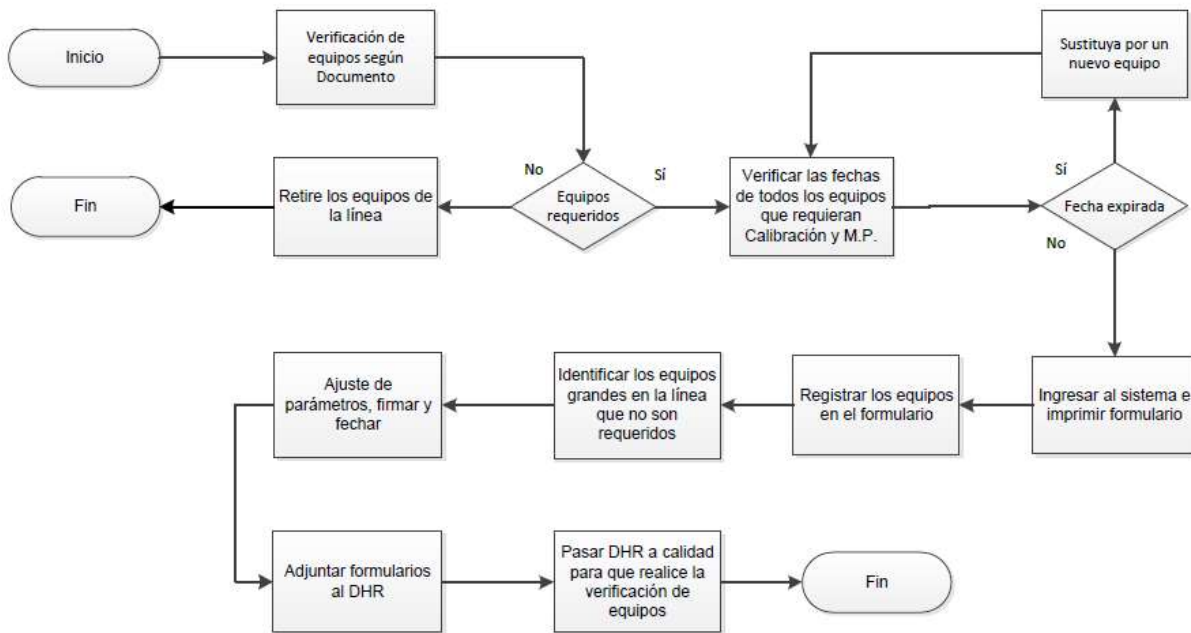 Inicio
Verificación de
equipos según
Documento
Sustituya por un
nuevo equipo
Fin
Retire los equipos de
la línea
No
Equipos
requeridos
Sí
Verificar las fechas
de todos los equipos
que requieran
Calibración y M.P.
Sí
Fecha expirada
No
Ingresar al sistema e
imprimir formulario
Registrar los equipos
en el formulario
Identificar los equipos
grandes en la línea
que no son
requeridos
Ajuste de
parámetros, firmar y
fechar
Adjuntar formularios
al DHR
Pasar DHR a calidad
para que realice la
verificación de
equipos
Fin